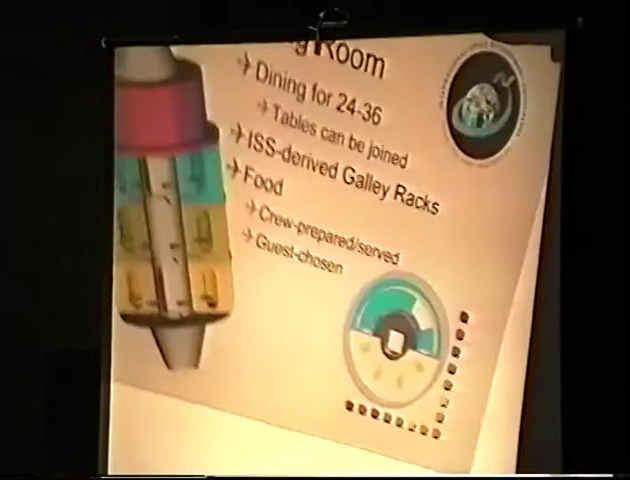 g Room
Dining for 24-36
Tables can be joined
ISS-derived Galley Racks
Food
Crew-prepared/served
Guest-chosen